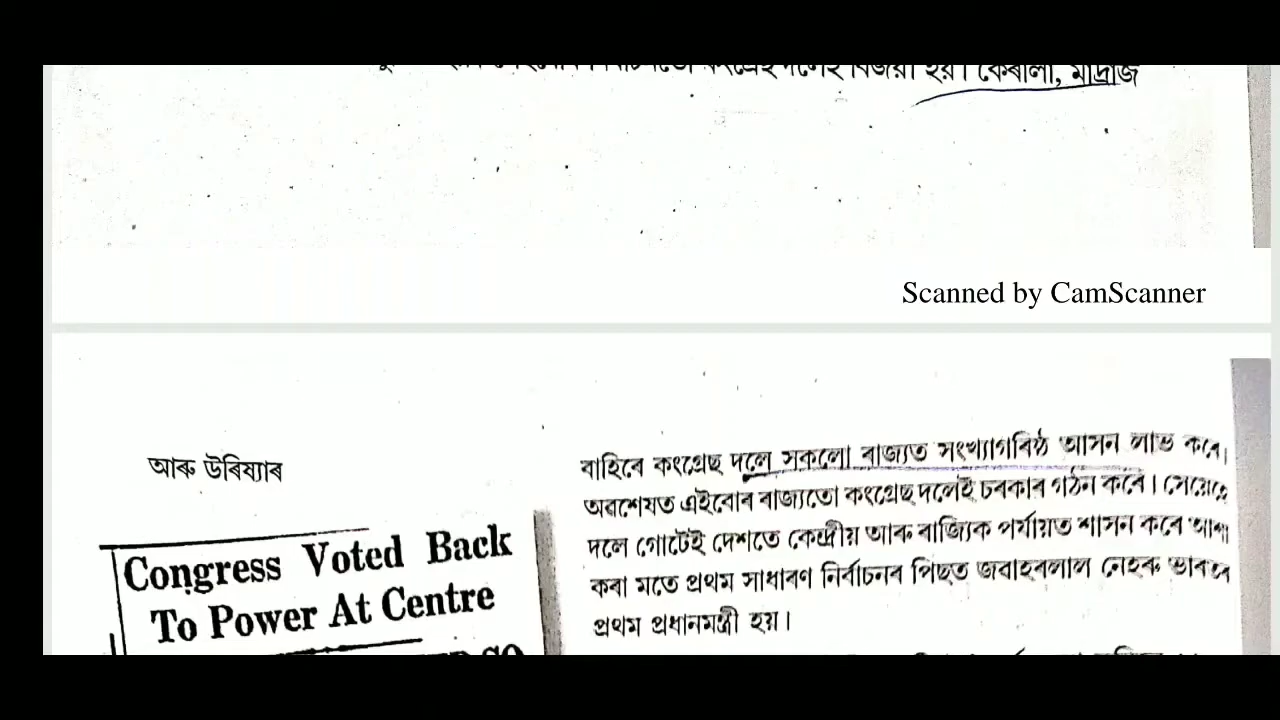 বিজয়ী হয়। কেৰালা, মাদ্ৰাজ
Scanned by CamScanner
আৰু উৰিষ্যাৰ
বাহিৰে কংগ্ৰেছ দলে সকলো ৰাজ্যত সংখ্যাগৰিষ্ঠ আসন লাভ কৰে।
অৱশেষত এইবোৰ ৰাজ্যতো কংগ্ৰেছ দলেই চৰকাৰ গঠন কৰে। সেয়েহে
দলে গোটেই দেশতে কেন্দ্ৰীয় আৰু ৰাজ্যিক পৰ্যায়ত শাসন কৰে আশা
কৰা মতে প্ৰথম সাধাৰণ নিৰ্বাচনৰ পিছত জবাহৰলাল নেহৰু ভাৰতৰ
প্ৰথম প্ৰধানমন্ত্ৰী হয়।
Congress Voted Back
To Power At Centre